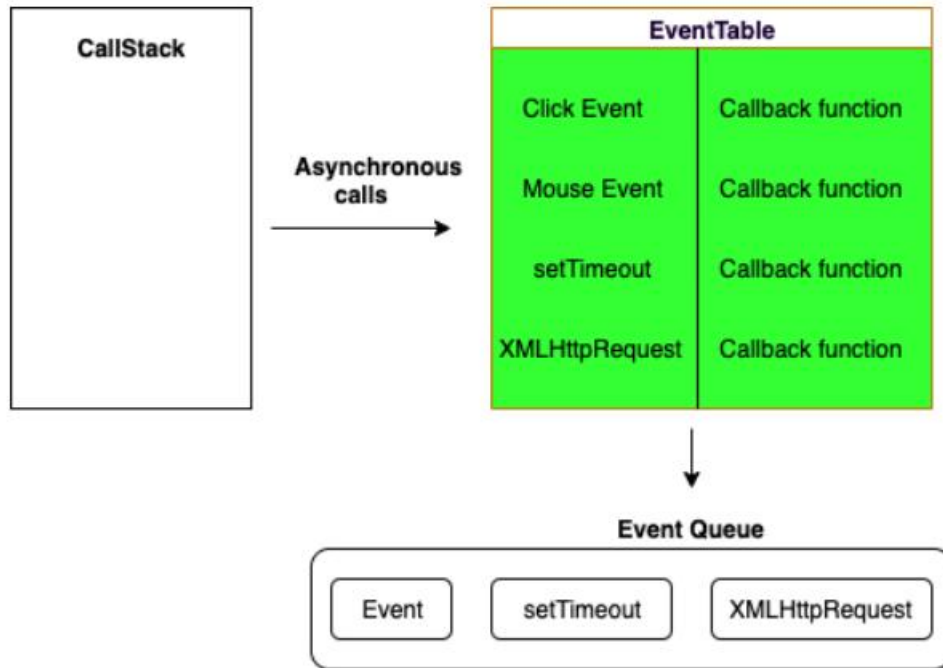 CallStack
Asynchronous
calls
EventTable
Click Event
Callback function
Mouse Event
Callback function
setTimeout
Callback function
XMLHttpRequest
Callback function
Event Queue
Event
setTimeout
XMLHttpRequest